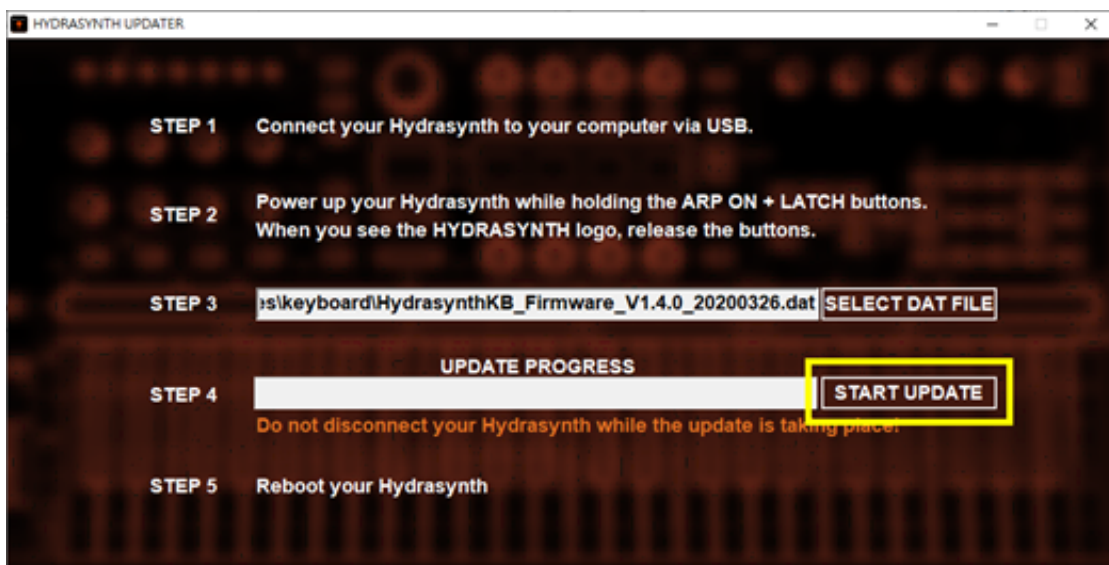 HYDRASYNTH UPDATER
STEP 1 Connect your Hydrasynth to your computer via USB.
STEP 2 Power up your Hydrasynth while holding the ARP ON + LATCH buttons.
When you see the HYDRASYNTH logo, release the buttons.
STEP 3 es\keyboard\HydrasynthKB_Firmware_V1.4.0_20200326.dat SELECT DAT FILE
UPDATE PROGRESS
STEP 4 START UPDATE
Do not disconnect your Hydrasynth while the update is taking place!
STEP 5 Reboot your Hydrasynth